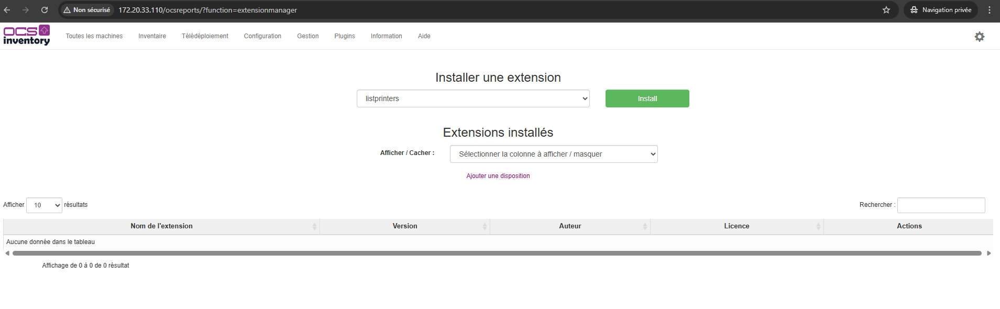 Non sécurisé 172.20.33.110/ocsreports/?function=extensionmanager Navigation privée
OCS
inventory
Toutes les machines Inventaire Télédéploiement Configuration Gestion Plugins Information Aide
Installer une extension
listprinters Install
Extensions installés
Afficher / Cacher : Sélectionner la colonne à afficher / masquer
Ajouter une disposition
Afficher 10 résultats Rechercher :
Nom de l'extension Version Auteur Licence Actions
Aucune donnée dans le tableau
Affichage de 0 à 0 de 0 résultat